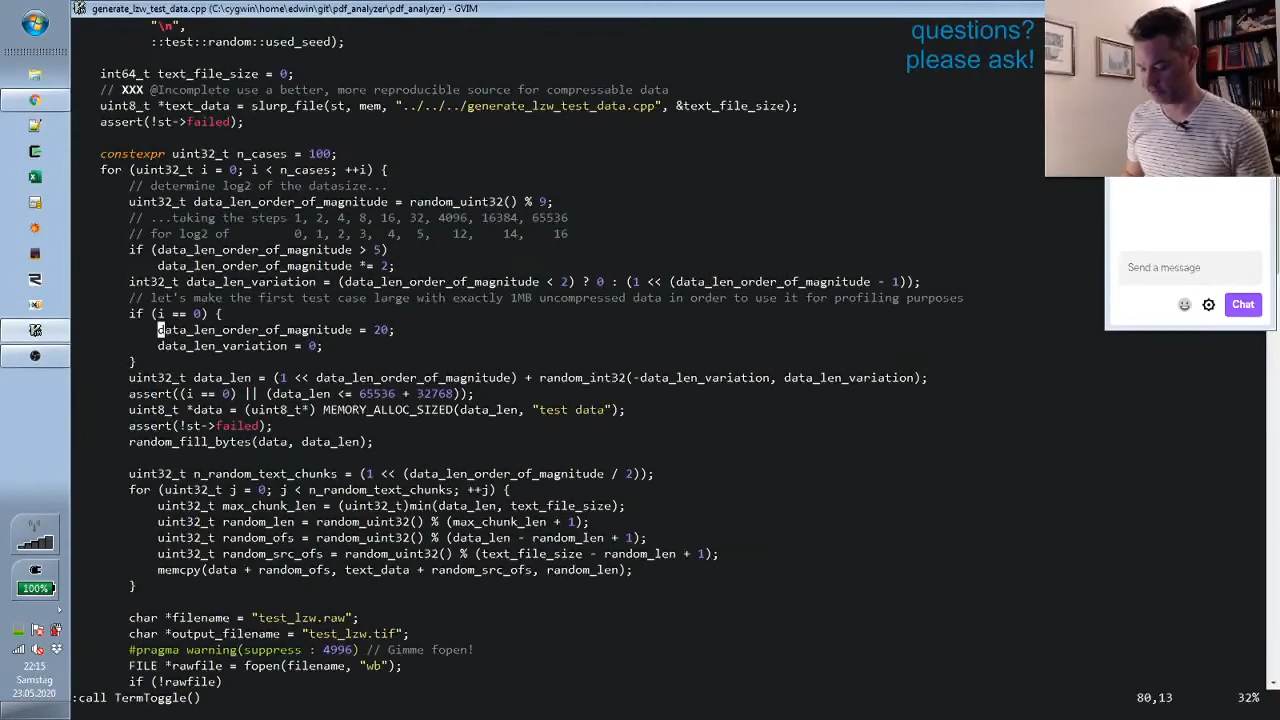 generate_lzw_test_data.cpp (C:\cygwin\home\edwin\git\pdf_analyzer\pdf_analyzer) - GVIM
"\n",
::test::random::used_seed);
questions?
please ask!
int64_t text_file_size = 0;
// XXX @Incomplete use a better, more reproducible source for compressable data
uint8_t *text_data = slurp_file(st, mem, "../../../generate_lzw_test_data.cpp", &text_file_size);
assert(!st->failed);
constexpr uint32_t n_cases = 100;
for (uint32_t i = 0; i < n_cases; ++i) {
// determine log2 of the datasize...
uint32_t data_len_order_of_magnitude = random_uint32() % 9;
// ...taking the steps 1, 2, 4, 8, 16, 32, 4096, 16384, 65536
// for log2 of 0, 1, 2, 3, 4, 5, 12, 14, 16
if (data_len_order_of_magnitude > 5)
data_len_order_of_magnitude *= 2;
int32_t data_len_variation = (data_len_order_of_magnitude < 2) ? 0 : (1 << (data_len_order_of_magnitude - 1));
// let's make the first test case large with exactly 1MB uncompressed data in order to use it for profiling purposes
if (i == 0) {
data_len_order_of_magnitude = 20;
data_len_variation = 0;
}
uint32_t data_len = (1 << data_len_order_of_magnitude) + random_int32(-data_len_variation, data_len_variation);
assert((i == 0) || (data_len <= 65536 + 32768));
uint8_t *data = (uint8_t*) MEMORY_ALLOC_SIZED(data_len, "test data");
assert(!st->failed);
random_fill_bytes(data, data_len);
uint32_t n_random_text_chunks = (1 << (data_len_order_of_magnitude / 2));
for (uint32_t j = 0; j < n_random_text_chunks; ++j) {
uint32_t max_chunk_len = (uint32_t)min(data_len, text_file_size);
uint32_t random_len = random_uint32() % (max_chunk_len + 1);
uint32_t random_ofs = random_uint32() % (data_len - random_len + 1);
uint32_t random_src_ofs = random_uint32() % (text_file_size - random_len + 1);
memcpy(data + random_ofs, text_data + random_src_ofs, random_len);
}
char *filename = "test_lzw.raw";
char *output_filename = "test_lzw.tif";
#pragma warning(suppress : 4996) // Gimme fopen!
FILE *rawfile = fopen(filename, "wb");
if (!rawfile)
:call TermToggle() 80,13 32%
Send a message
Chat
100%
22:15
Samstag
23.05.2020